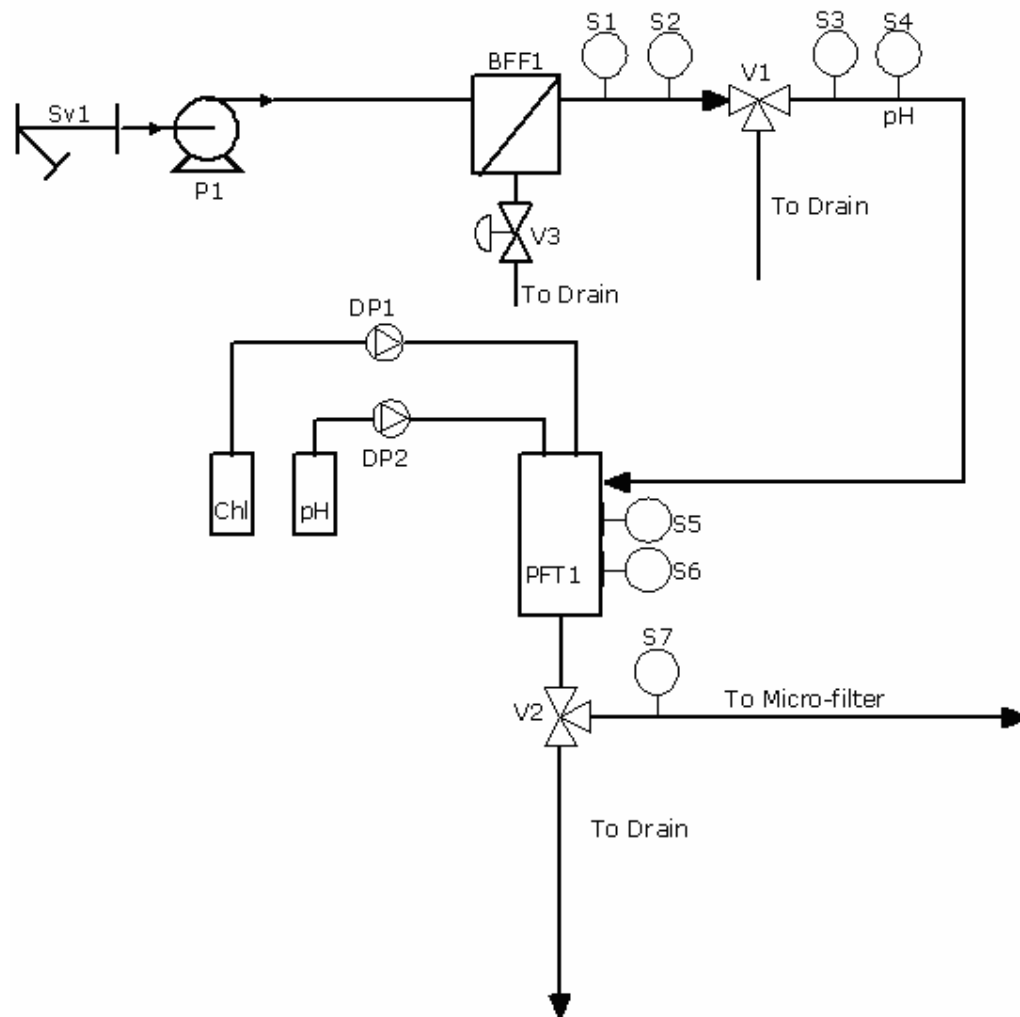 S1
S2
S3
S4
BFF1
V1
Sv1
pH
P1
To Drain
V3
To Drain
DP1
DP2
Chl
pH
S5
PFT1
S6
S7
To Micro-filter
V2
To Drain